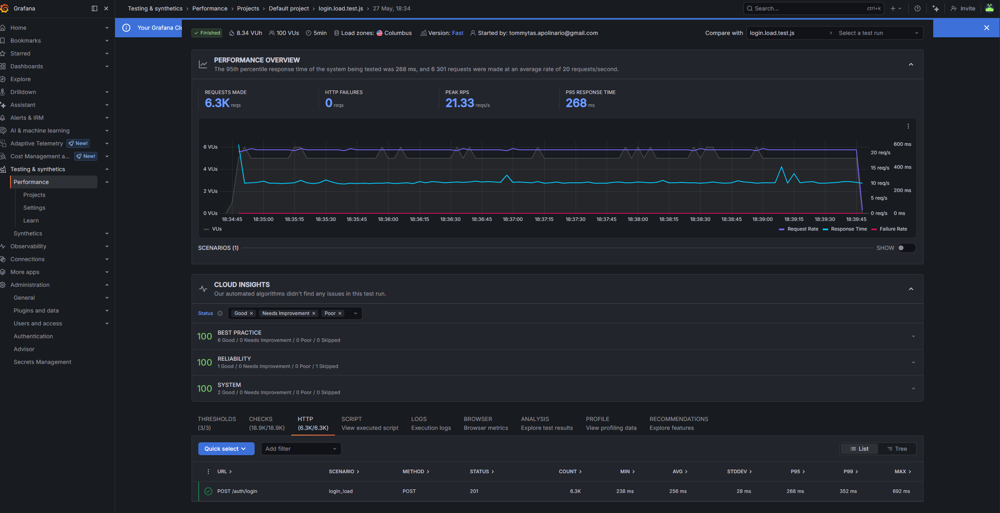 Grafana
Testing & synthetics › Performance › Projects › Default project › login.load.test.js › 27 May, 18:34
Search... ctrl+k
Invite
Home
Bookmarks
Starred
Dashboards
Explore
Drilldown
Assistant
Alerts & IRM
AI & machine learning
Adaptive Telemetry New!
Cost Management a... New!
Testing & synthetics
Performance
Projects
Settings
Learn
Synthetics
Observability
Connections
More apps
Administration
General
Plugins and data
Users and access
Authentication
Advisor
Secrets Management
Your Grafana Clo
Finished 8.34 VUh 100 VUs 5min Load zones: Columbus Version: Fast Started by: tommytas.apolinario@gmail.com
Compare with login.load.test.js › Select a test run
PERFORMANCE OVERVIEW
The 95th percentile response time of the system being tested was 268 ms, and 6 301 requests were made at an average rate of 20 requests/second.
REQUESTS MADE
6.3K reqs
HTTP FAILURES
0 reqs
PEAK RPS
21.33 reqs/s
P95 RESPONSE TIME
268 ms
6 VUs
4 VUs
2 VUs
0 VUs
600 ms
20 req/s
15 req/s 400 ms
10 req/s
200 ms
5 req/s
0 req/s 0 ms
18:34:45 18:35:00 18:35:15 18:35:30 18:35:45 18:36:00 18:36:15 18:36:30 18:36:45 18:37:00 18:37:15 18:37:30 18:37:45 18:38:00 18:38:15 18:38:30 18:38:45 18:39:00 18:39:15 18:39:30 18:39:45
VUs
Request Rate Response Time Failure Rate
SCENARIOS (1)
SHOW
CLOUD INSIGHTS
Our automated algorithms didn't find any issues in this test run.
Status Good Needs Improvement Poor
100 BEST PRACTICE
6 Good / 0 Needs Improvement / 0 Poor / 0 Skipped
100 RELIABILITY
1 Good / 0 Needs Improvement / 0 Poor / 1 Skipped
100 SYSTEM
2 Good / 0 Needs Improvement / 0 Poor / 0 Skipped
THRESHOLDS CHECKS HTTP SCRIPT LOGS BROWSER ANALYSIS PROFILE RECOMMENDATIONS
(3/3) (18.9K/18.9K) (6.3K/6.3K) View executed script Execution logs Browser metrics Explore test results View profiling data Explore features
Quick select Add filter
List Tree
URL SCENARIO METHOD STATUS COUNT MIN AVG STDDEV P95 P99 MAX
POST /auth/login login_load POST 201 6.3K 238 ms 256 ms 28 ms 268 ms 352 ms 692 ms